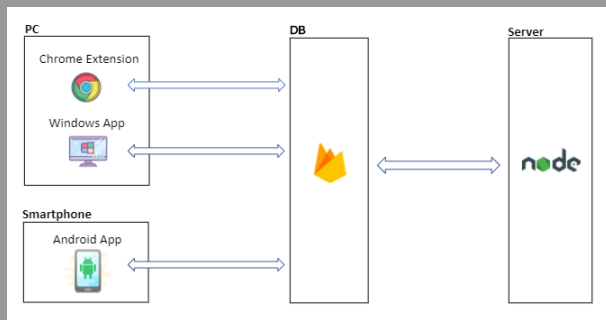 PC
Chrome Extension
Windows App
Smartphone
Android App
DB
Server
node